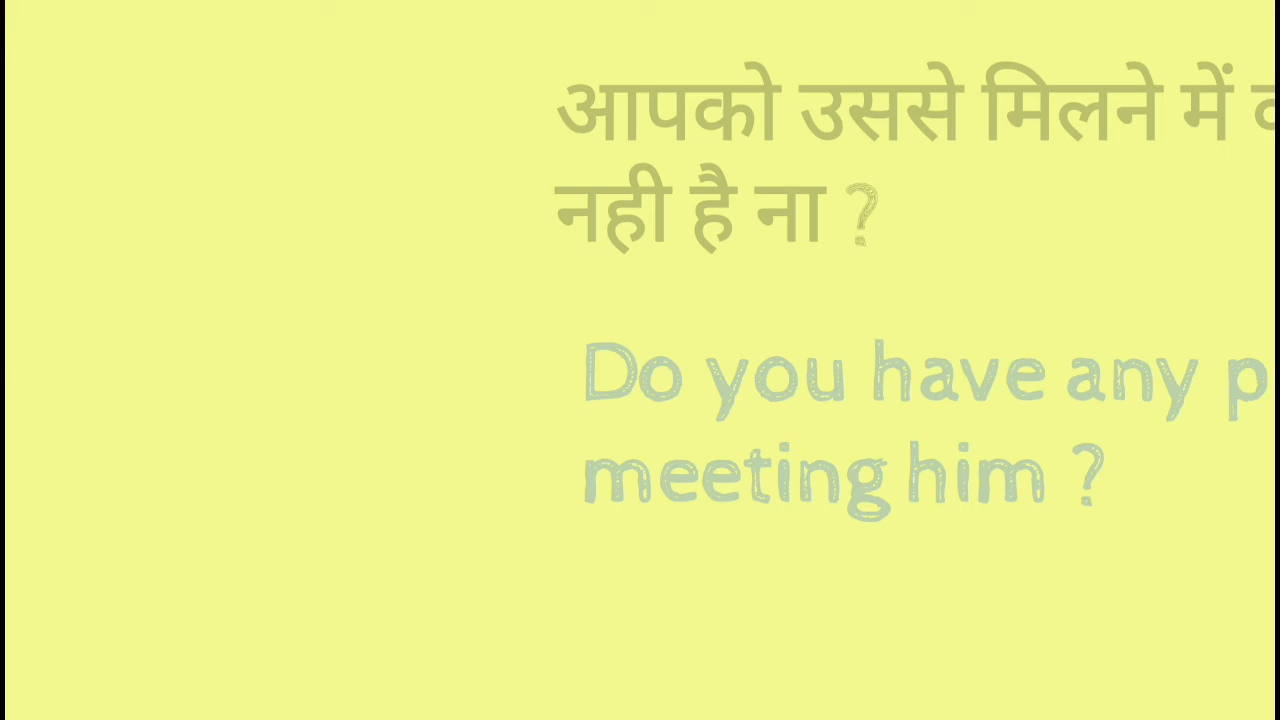 आपको उससे मिलने में
नही है ना ?
Do you have any
meeting him ?